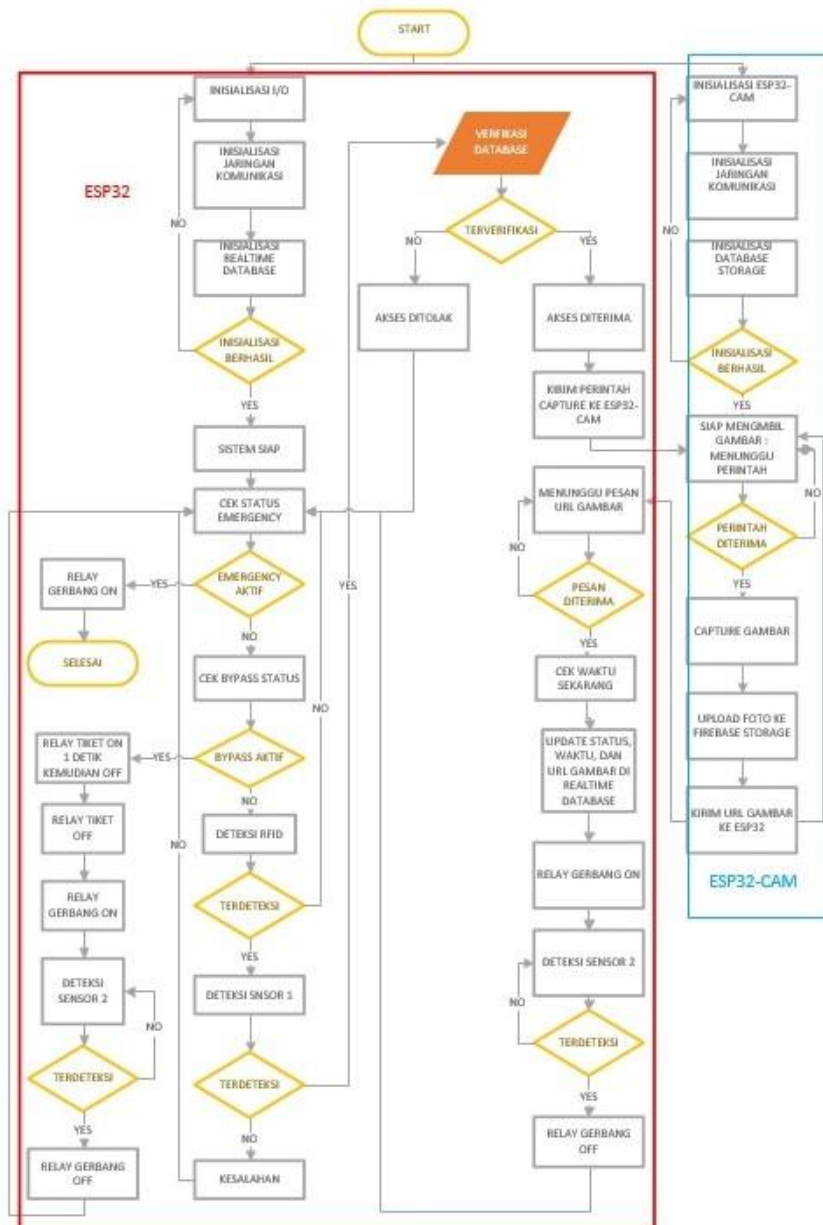 START
ESP32
INISIALISASI I/O
INISIALISASI
JARINGAN
KOMUNIKASI
INISIALISASI
REALTIME
DATABASE
NO
INISIALISASI
BERHASIL
YES
SISTEM SIAP
CEK STATUS
EMERGENCY
EMERGENCY
AKTIF
YES
RELAY
GERBANG ON
SELESAI
NO
CEK BYPASS STATUS
BYPASS AKTIF
YES
RELAY TIKET ON
1 DETIK
KEMUDIAN OFF
RELAY TIKET
OFF
RELAY
GERBANG ON
DETEKSI
SENSOR 2
NO
TERDETEKSI
YES
RELAY GERBANG
OFF
NO
DETEKSI RFID
TERDETEKSI
NO
YES
DETEKSI SNSOR 1
TERDETEKSI
YES
NO
KESALAHAN
NO
VERFIKASI
DATABASE
TERVERIFIKASI
NO
YES
AKSES DITOLAK
AKSES DITERIMA
KIRIM PERINTAH
CAPTURE KE ESP32-
CAM
MENUNGGU PESAN
URL GAMBAR
NO
PESAN
DITERIMA
YES
CEK WAKTU
SEKARANG
UPDATE STATUS,
WAKTU, DAN
URL GAMBAR DI
REALTIME
DATABASE
RELAY GERBANG ON
DETEKSI SENSOR 2
NO
TERDETEKSI
YES
RELAY GERBANG
OFF
INISIALISASI ESP32-
CAM
INISIALISASI
JARINGAN
KOMUNIKASI
NO
INISIALISASI
DATABASE
STORAGE
INISIALISASI
BERHASIL
YES
SIAP MENGMBIL
GAMBAR :
MENUNGGU
PERINTAH
NO
PERINTAH
DITERIMA
YES
CAPTURE GAMBAR
UPLOAD FOTO KE
FIREBASE STORAGE
KIRIM URL GAMBAR
KE ESP32
ESP32-CAM